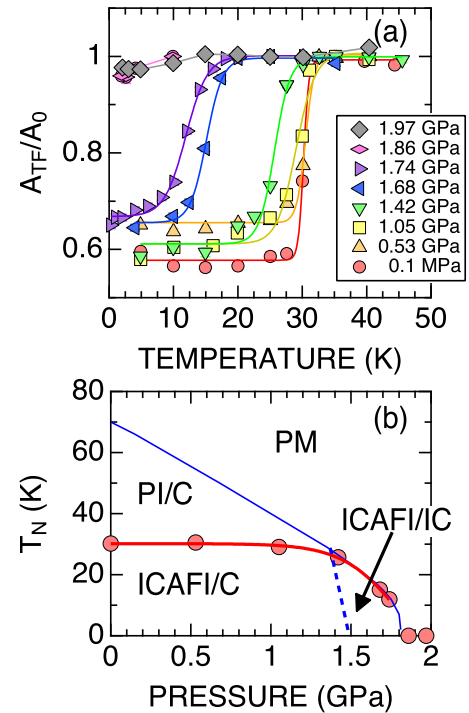 (a)
1
0.8
0.6
A_TF/A_0
1.97 GPa
1.86 GPa
1.74 GPa
1.68 GPa
1.42 GPa
1.05 GPa
0.53 GPa
0.1 MPa
0 10 20 30 40 50
TEMPERATURE (K)
(b)
80
60
40
20
0
T_N (K)
PM
PI/C
ICAFI/IC
ICAFI/C
0 0.5 1 1.5 2
PRESSURE (GPa)